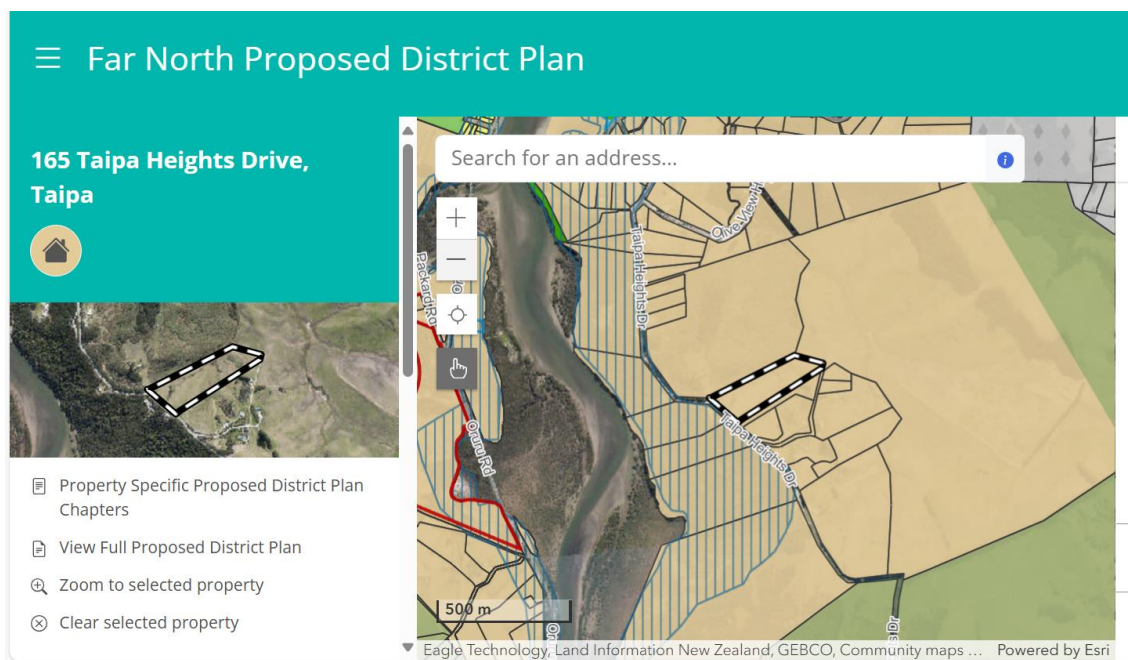 Far North Proposed District Plan
165 Taipa Heights Drive,
Taipa
Property Specific Proposed District Plan
Chapters
View Full Proposed District Plan
Zoom to selected property
Clear selected property
Search for an address...
i
Olive View H
Taipa Heights Dr
Packard Rd
Oruru Rd
Taipa Heights Dr
500 m
Eagle Technology, Land Information New Zealand, GEBCO, Community maps ...
Powered by Esri